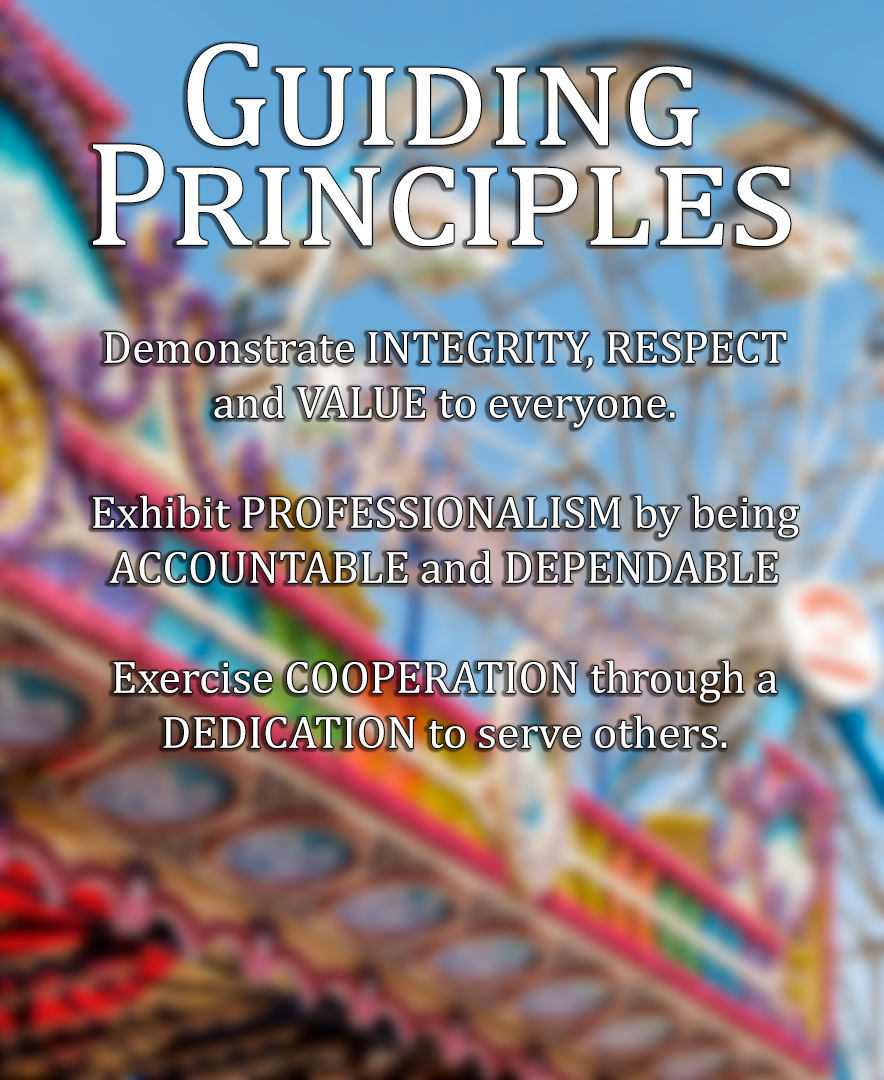 GUIDING
PRINCIPLES
Demonstrate INTEGRITY, RESPECT
and VALUE to everyone.
Exhibit PROFESSIONALISM by being
ACCOUNTABLE and DEPENDABLE
Exercise COOPERATION through a
DEDICATION to serve others.